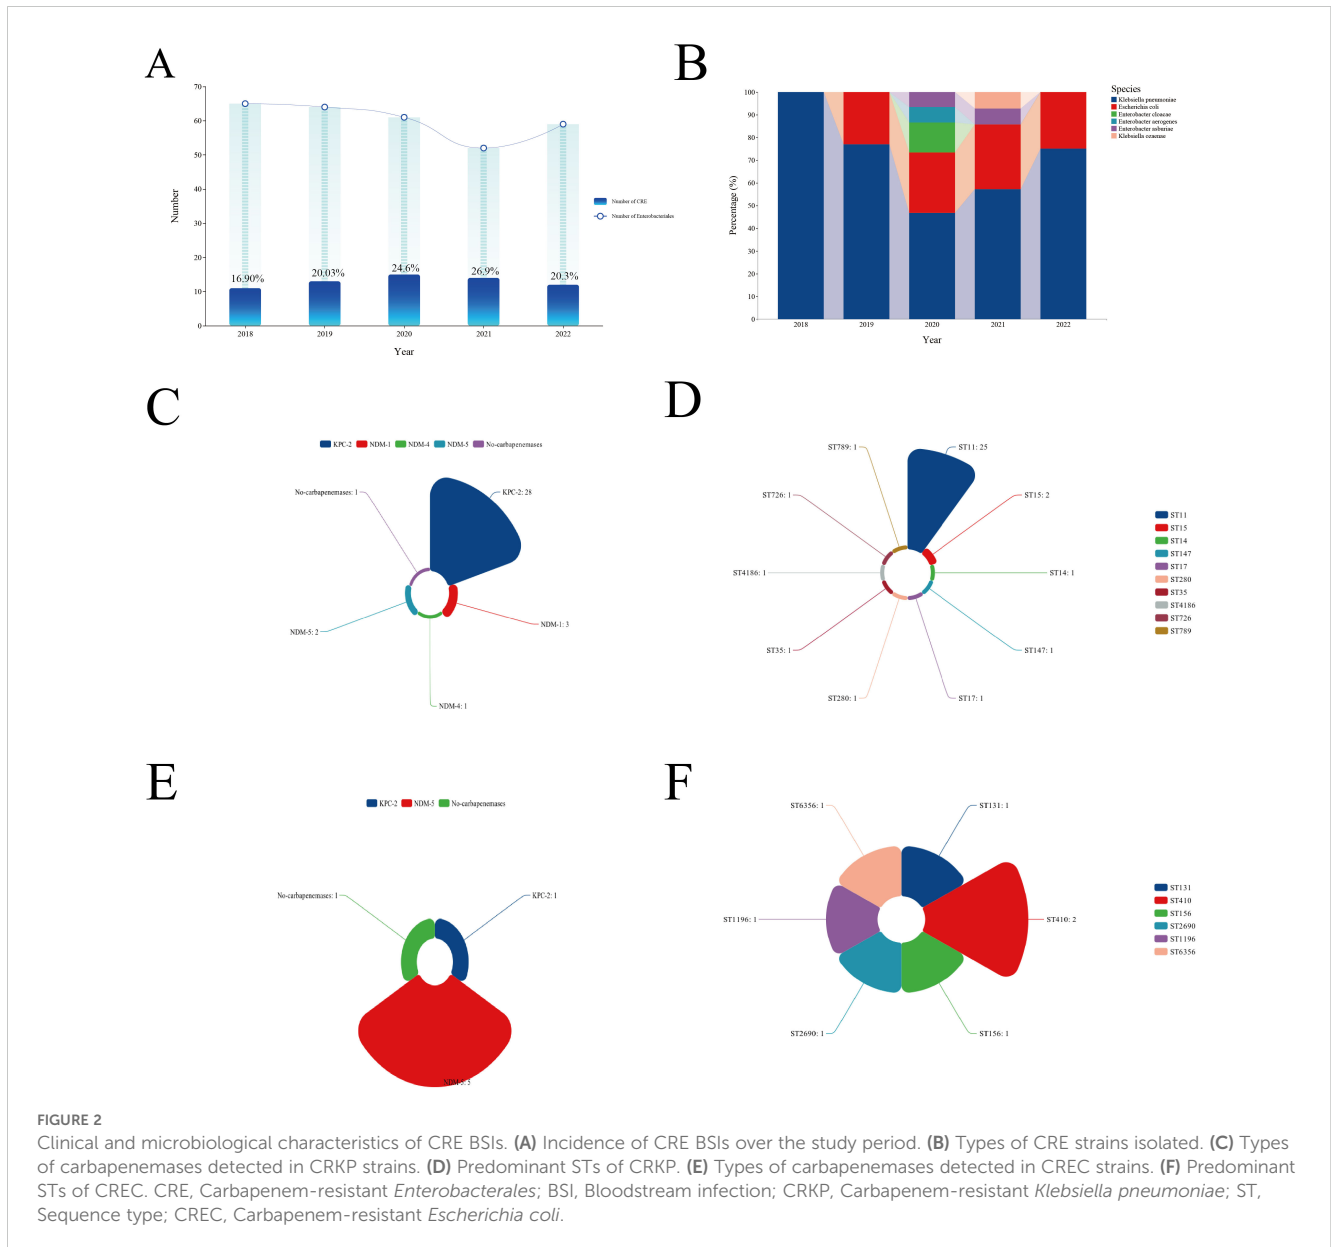 A
70
60
50
40
30
20
10
0
Number
16.90%
20.03%
24.6%
26.9%
20.3%
2018
2019
2020
2021
2022
Year
Number of CRE
Number of Enterobacteriales
B
100
90
80
70
60
50
40
30
20
10
0
Percentage (%)
2018
2019
2020
2021
2022
Year
Species
Klebsiella pneumoniae
Escherichia coli
Enterobacter cloacae
Enterobacter aerogenes
Enterobacter asburiae
Klebsiella ozaenae
C
KPC-2 NDM-1 NDM-4 NDM-5 No-carbapenemases
No-carbapenemases: 1
KPC-2: 28
NDM-5: 2
NDM-1: 3
NDM-4: 1
D
ST789: 1
ST11: 25
ST726: 1
ST15: 2
ST4186: 1
ST14: 1
ST35: 1
ST147: 1
ST280: 1
ST17: 1
ST11
ST15
ST14
ST147
ST17
ST280
ST35
ST4186
ST726
ST789
E
KPC-2 NDM-5 No-carbapenemases
No-carbapenemases: 1
KPC-2: 1
NDM-5: 5
F
ST6356: 1
ST131: 1
ST1196: 1
ST410: 2
ST2690: 1
ST156: 1
ST131
ST410
ST156
ST2690
ST1196
ST6356
FIGURE 2
Clinical and microbiological characteristics of CRE BSIs. (A) Incidence of CRE BSIs over the study period. (B) Types of CRE strains isolated. (C) Types
of carbapenemases detected in CRKP strains. (D) Predominant STs of CRKP. (E) Types of carbapenemases detected in CREC strains. (F) Predominant
STs of CREC. CRE, Carbapenem-resistant Enterobacterales; BSI, Bloodstream infection; CRKP, Carbapenem-resistant Klebsiella pneumoniae; ST,
Sequence type; CREC, Carbapenem-resistant Escherichia coli.